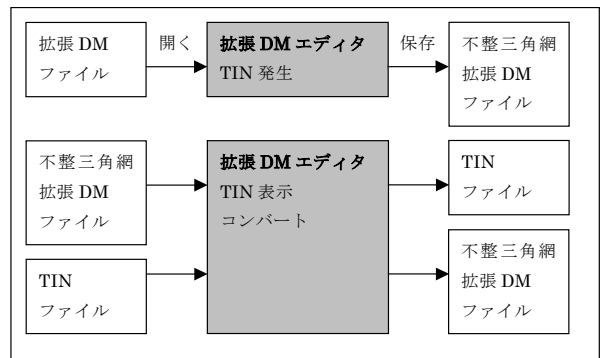 拡張 DM
ファイル
開く
拡張 DM エディタ
TIN 発生
保存
不整三角網
拡張 DM
ファイル
不整三角網
拡張 DM
ファイル
TIN
ファイル
拡張 DM エディタ
TIN 表示
コンバート
TIN
ファイル
不整三角網
拡張 DM
ファイル